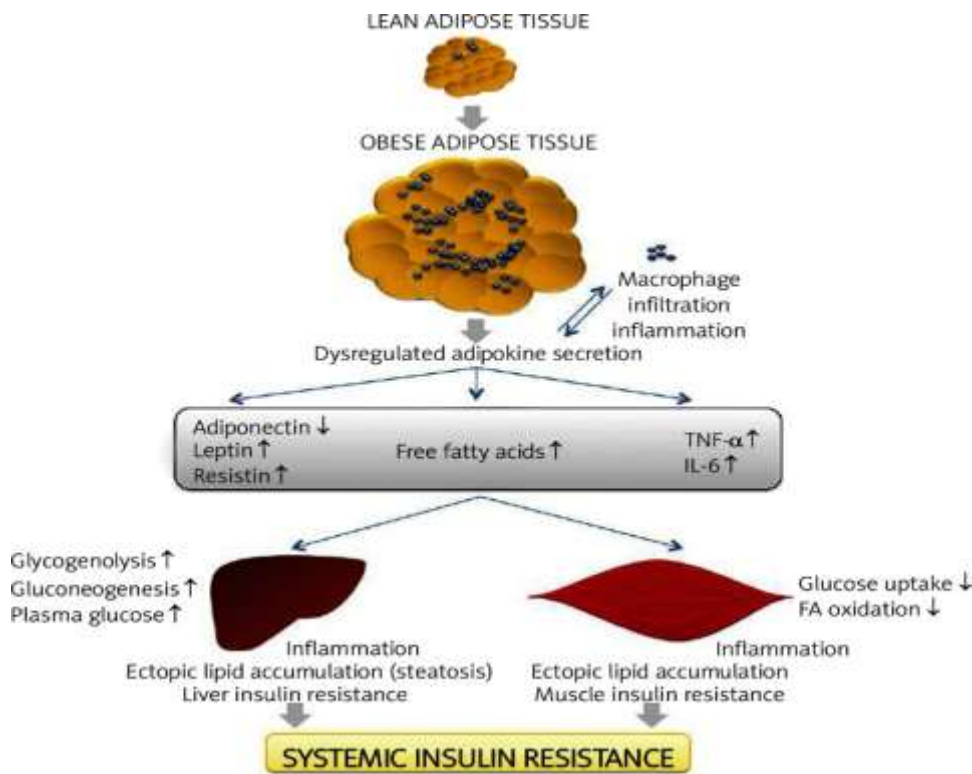 LEAN ADIPOSE TISSUE
OBESE ADIPOSE TISSUE
Macrophage
infiltration
inflammation
Dysregulated adipokine secretion
Adiponectin ↓
Leptin ↑
Resistin ↑
Free fatty acids ↑
TNF-α ↑
IL-6 ↑
Glycogenolysis ↑
Gluconeogenesis ↑
Plasma glucose ↑
Inflammation
Ectopic lipid accumulation (steatosis)
Liver insulin resistance
Glucose uptake ↓
FA oxidation ↓
Inflammation
Ectopic lipid accumulation
Muscle insulin resistance
SYSTEMIC INSULIN RESISTANCE